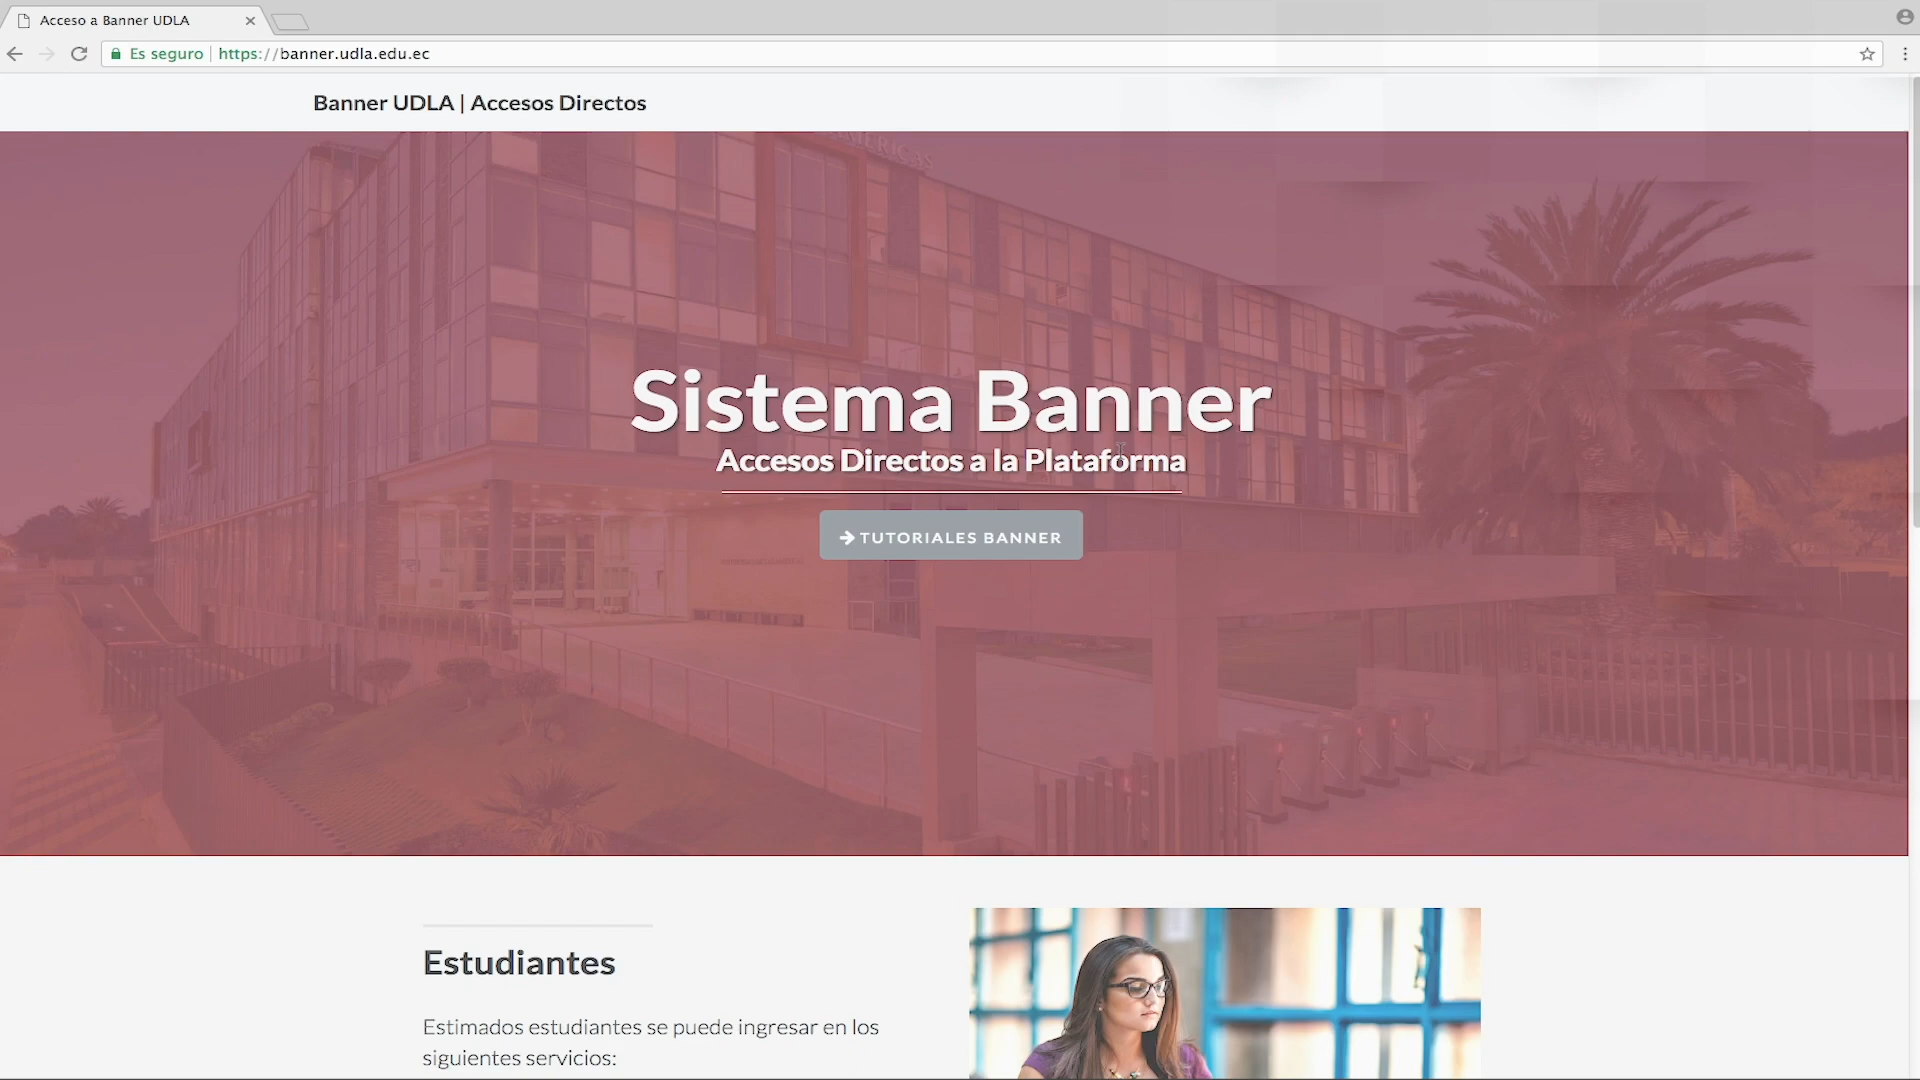 Acceso a Banner UDLA
Es seguro | https://banner.udla.edu.ec
Banner UDLA | Accesos Directos
Sistema Banner
Accesos Directos a la Plataforma
TUTORIALES BANNER
Estudiantes
Estimados estudiantes se puede ingresar en los
siguientes servicios: